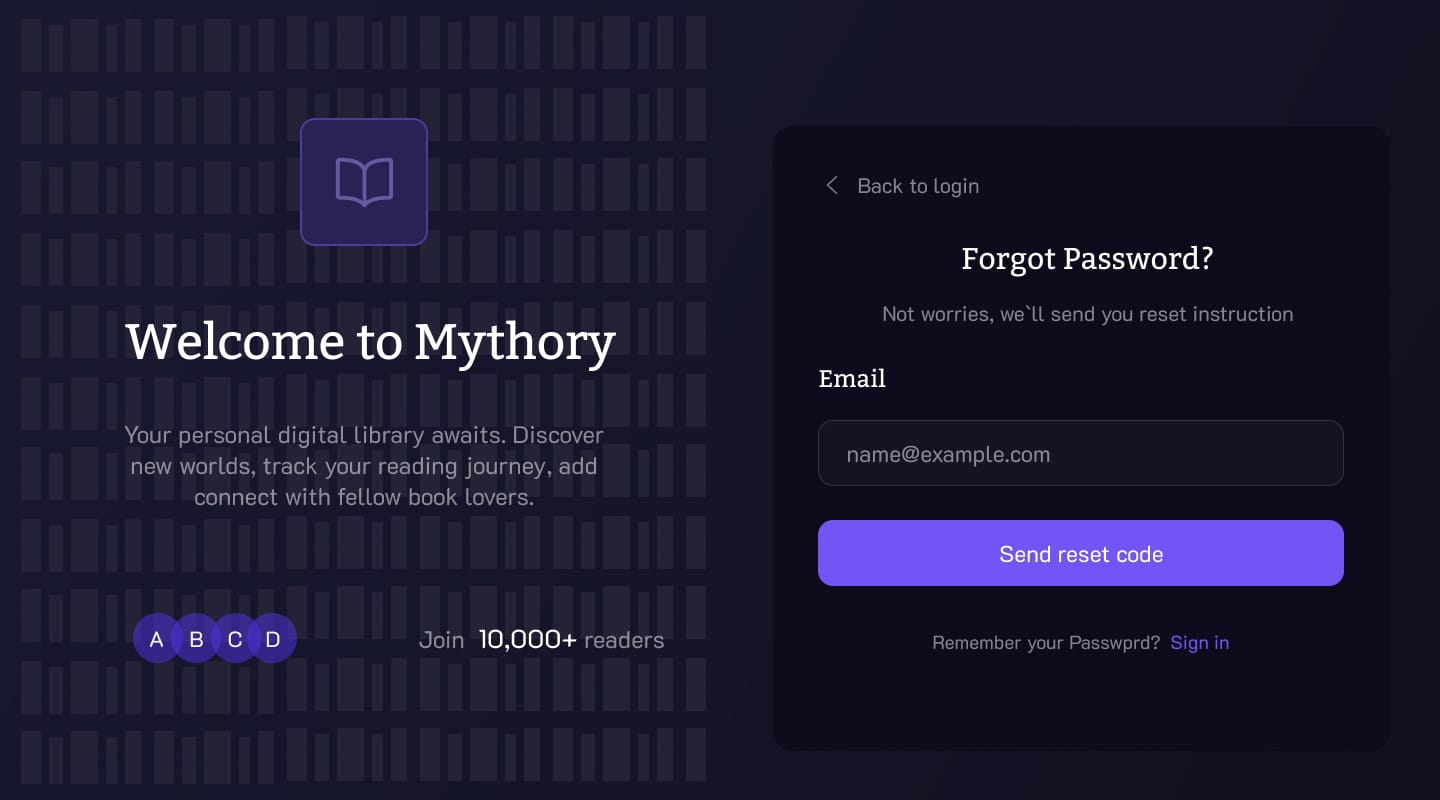 Welcome to Mythory
Your personal digital library awaits. Discover
new worlds, track your reading journey, add
connect with fellow book lovers.
A B C D
Join 10,000+ readers
Back to login
Forgot Password?
Not worries, we`ll send you reset instruction
Email
name@example.com
Send reset code
Remember your Passwprd? Sign in